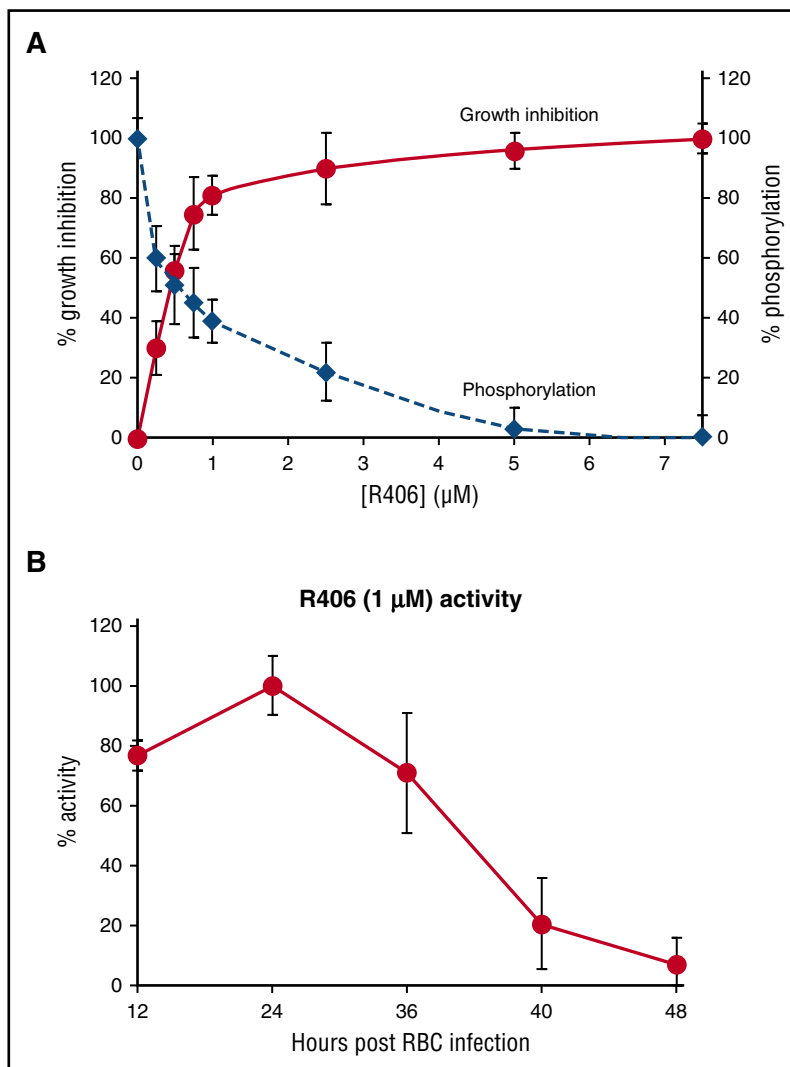 A
120
100
80
60
40
20
0
% growth inhibition
Growth inhibition
Phosphorylation
120
100
80
60
40
20
0
% phosphorylation
0 1 2 3 4 5 6 7
[R406] (μM)
B
R406 (1 μM) activity
120
100
80
60
40
20
0
% activity
12 24 36 40 48
Hours post RBC infection